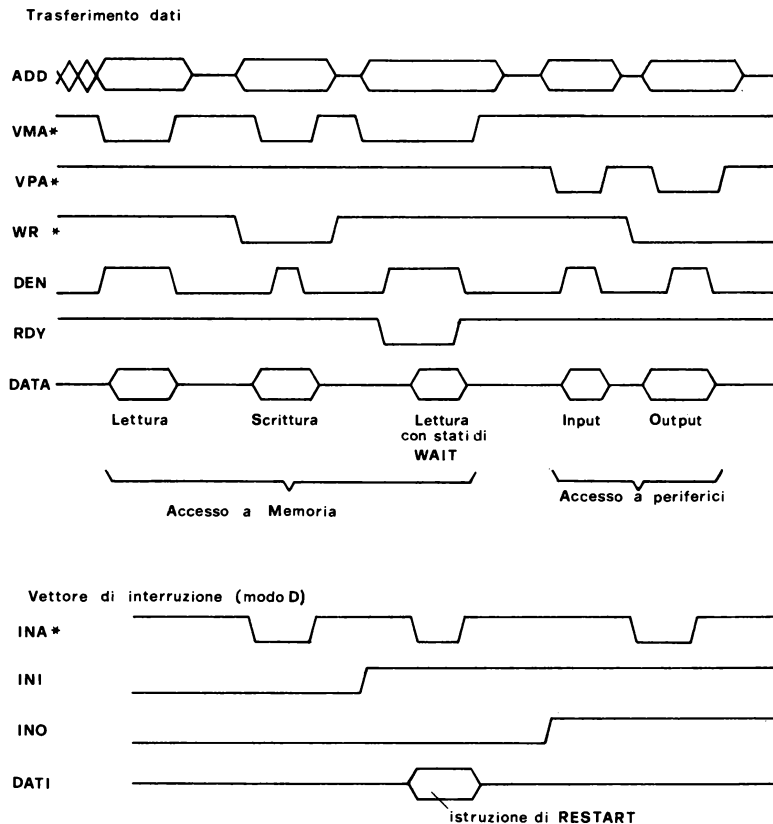 Trasferimento dati
ADD
VMA*
VPA*
WR *
DEN
RDY
DATA
Lettura
Scrittura
Lettura
con stati di
WAIT
Input
Output
Accesso a Memoria
Accesso a periferici
Vettore di interruzione (modo D)
INA*
INI
INO
DATI
istruzione di RESTART